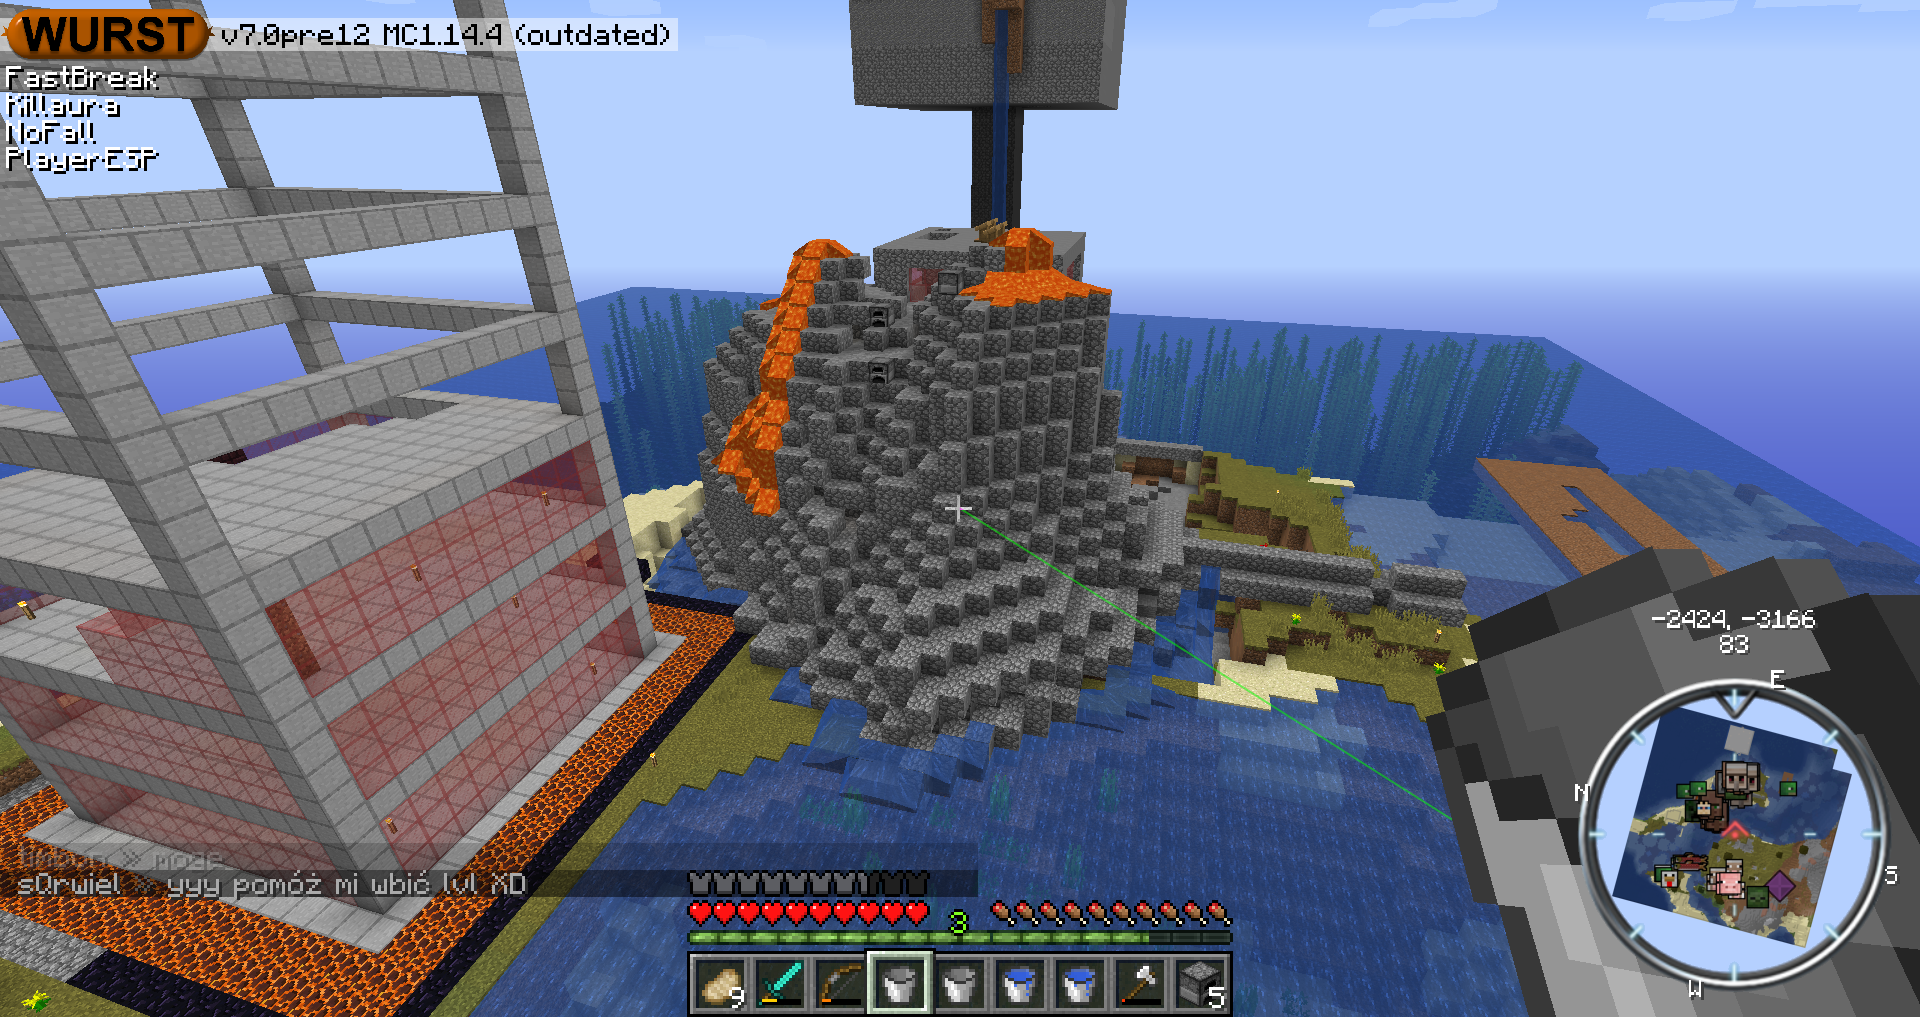 WURST v7.0pre12 MC1.14.4 (outdated)
FastBreak
Killaura
NoFall
PlayerESP
-2424, -3166
83
E
N
S
W
» moge
sQrwiel » yyy pomóż mi wbić lvl XD
3
9
5